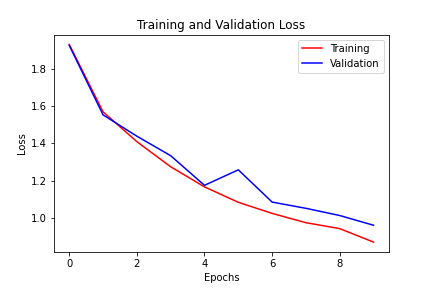 Training and Validation Loss
Training
Validation
1.8
1.6
1.4
1.2
1.0
Loss
0 2 4 6 8
Epochs